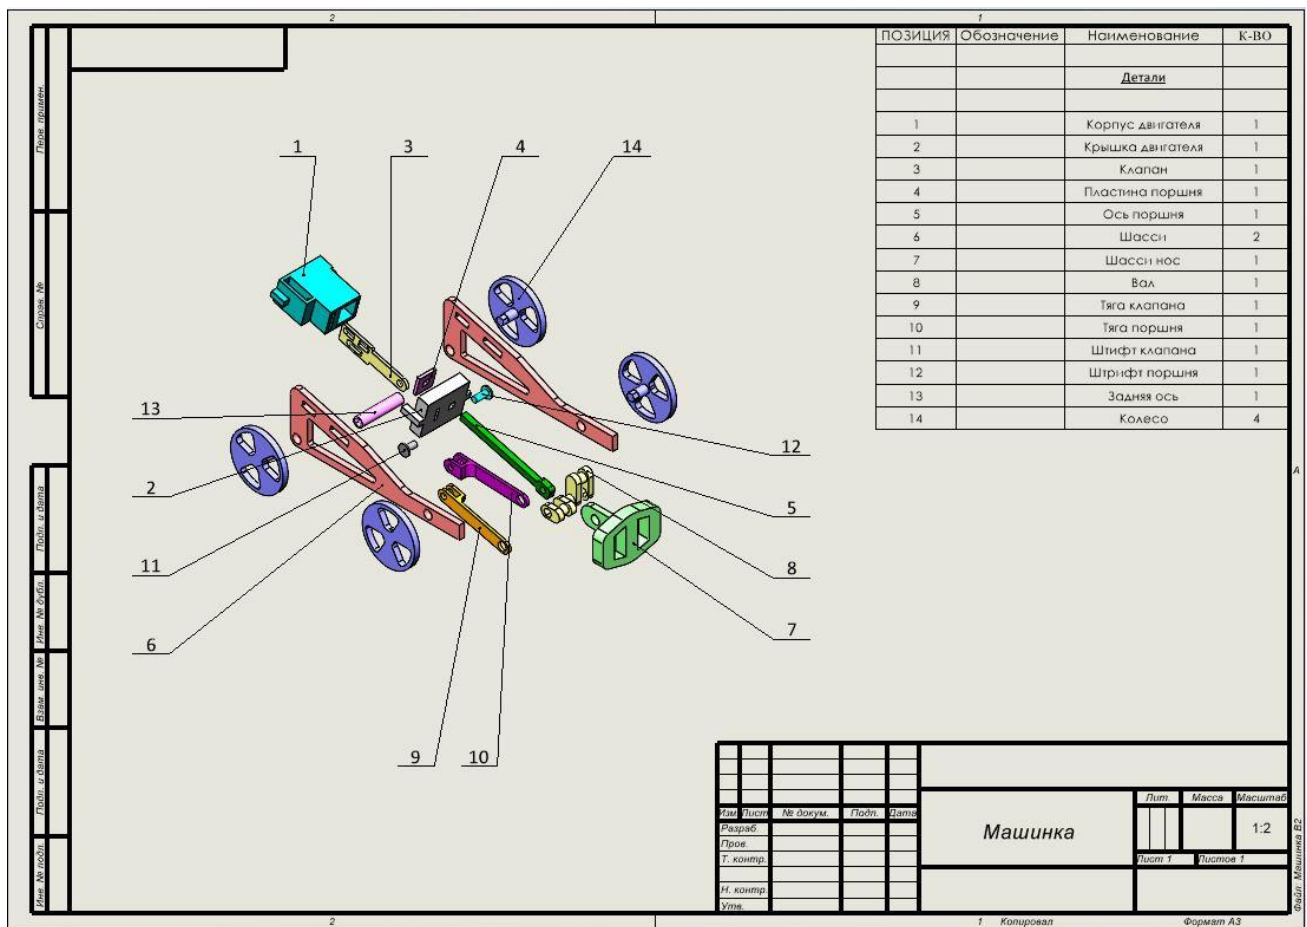 2 1
ПОЗИЦИЯ Обозначение Наименование К-ВО
Детали
1 Корпус двигателя 1
2 Крышка двигателя 1
3 Клапан 1
4 Пластина поршня 1
5 Ось поршня 1
6 Шасси 2
7 Шасси нос 1
8 Вал 1
9 Тяга клапана 1
10 Тяга поршня 1
11 Штифт клапана 1
12 Штрифт поршня 1
13 Задняя ось 1
14 Колесо 4
1 3 4 14
13
12
2
5
11
8
7
6
9 10
Перв. примен.
Справ. №
Подп. и дата
Инв. № дубл.
Взам. инв. №
Подп. и дата
Инв. № подл.
A
Изм Лист № докум. Подп. Дата
Разраб.
Пров.
Т. контр.
Н. контр.
Утв.
Машинка
Лит. Масса Масштаб
1:2
Лист 1 Листов 1
Файл: Машинка В2
2 1 Копировал Формат А3